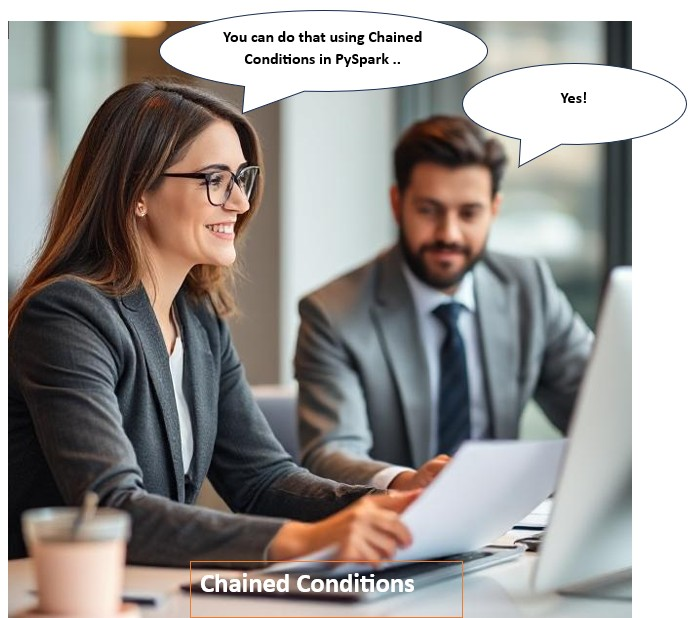 You can do that using Chained
Conditions in PySpark ..
Yes!
Chained Conditions